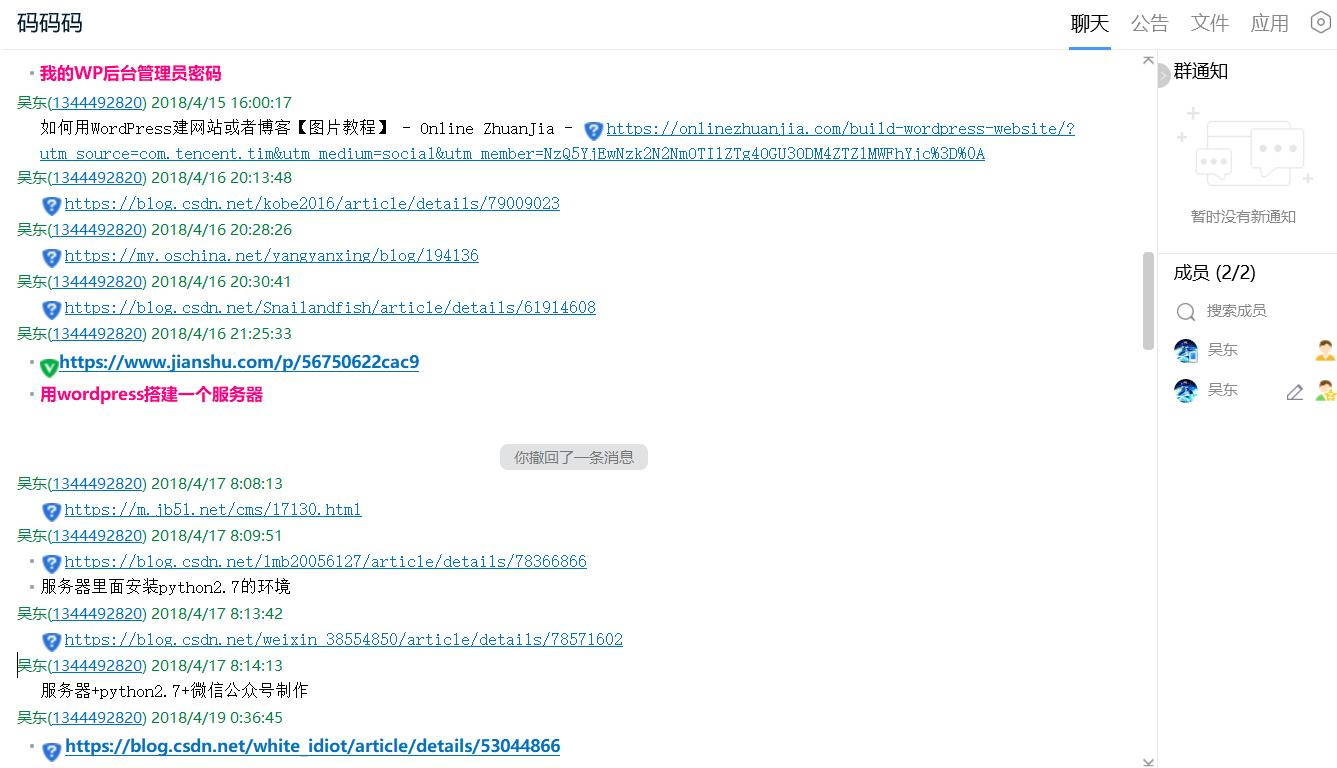 码码码
聊天 公告 文件 应用
我的WP后台管理员密码
吴东(1344492820) 2018/4/15 16:00:17
如何用WordPress建网站或者博客【图片教程】 - Online ZhuanJia - https://onlinezhuanjia.com/build-wordpress-website/?
utm_source=com.tencent.tim&utm_medium=social&utm_member=NzQ5YjEwNzk2N2NmOTI1ZTg4OGU3ODM4ZTZlMWFhYjc%3D%0A
吴东(1344492820) 2018/4/16 20:13:48
https://blog.csdn.net/kobe2016/article/details/79009023
吴东(1344492820) 2018/4/16 20:28:26
https://my.oschina.net/yangyanxing/blog/194136
吴东(1344492820) 2018/4/16 20:30:41
https://blog.csdn.net/Snailandfish/article/details/61914608
吴东(1344492820) 2018/4/16 21:25:33
https://www.jianshu.com/p/56750622cac9
用wordpress搭建一个服务器
你撤回了一条消息
吴东(1344492820) 2018/4/17 8:08:13
https://m.jb51.net/cms/17130.html
吴东(1344492820) 2018/4/17 8:09:51
https://blog.csdn.net/lmb20056127/article/details/78366866
服务器里面安装python2.7的环境
吴东(1344492820) 2018/4/17 8:13:42
https://blog.csdn.net/weixin_38554850/article/details/78571602
吴东(1344492820) 2018/4/17 8:14:13
服务器+python2.7+微信公众号制作
吴东(1344492820) 2018/4/19 0:36:45
https://blog.csdn.net/white_idiot/article/details/53044866
群通知
暂时没有新通知
成员 (2/2)
搜索成员
吴东
吴东